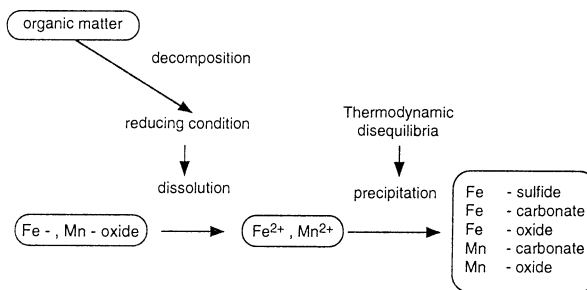 organic matter
decomposition
reducing condition
Thermodynamic
disequilibria
dissolution
precipitation
Fe - , Mn - oxide
Fe2+ , Mn2+
Fe - sulfide
Fe - carbonate
Fe - oxide
Mn - carbonate
Mn - oxide